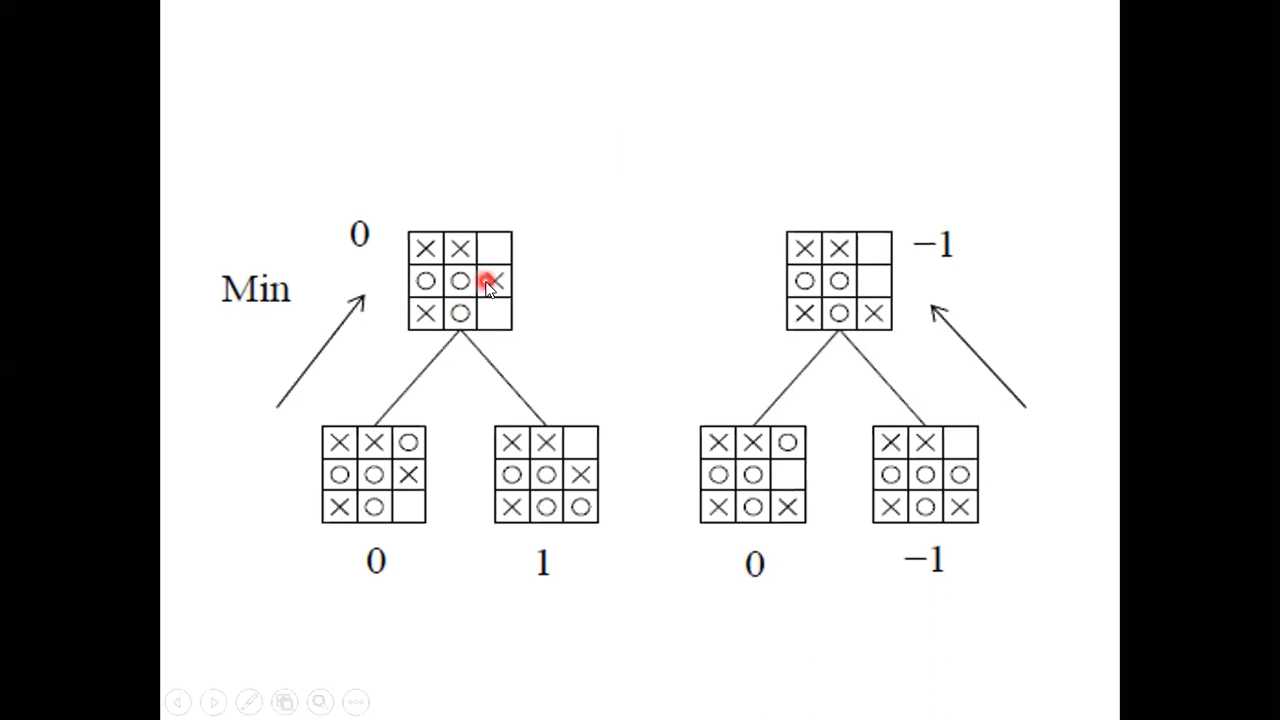 0
−1
Min
× ×
○ ○ ×
× ○
× ×
○ ○
× ○ ×
× × ○
○ ○ ×
× ○
× ×
○ ○ ×
× ○ ○
× × ○
○ ○
× ○ ×
× ×
○ ○ ○
× ○ ×
0
1
0
−1